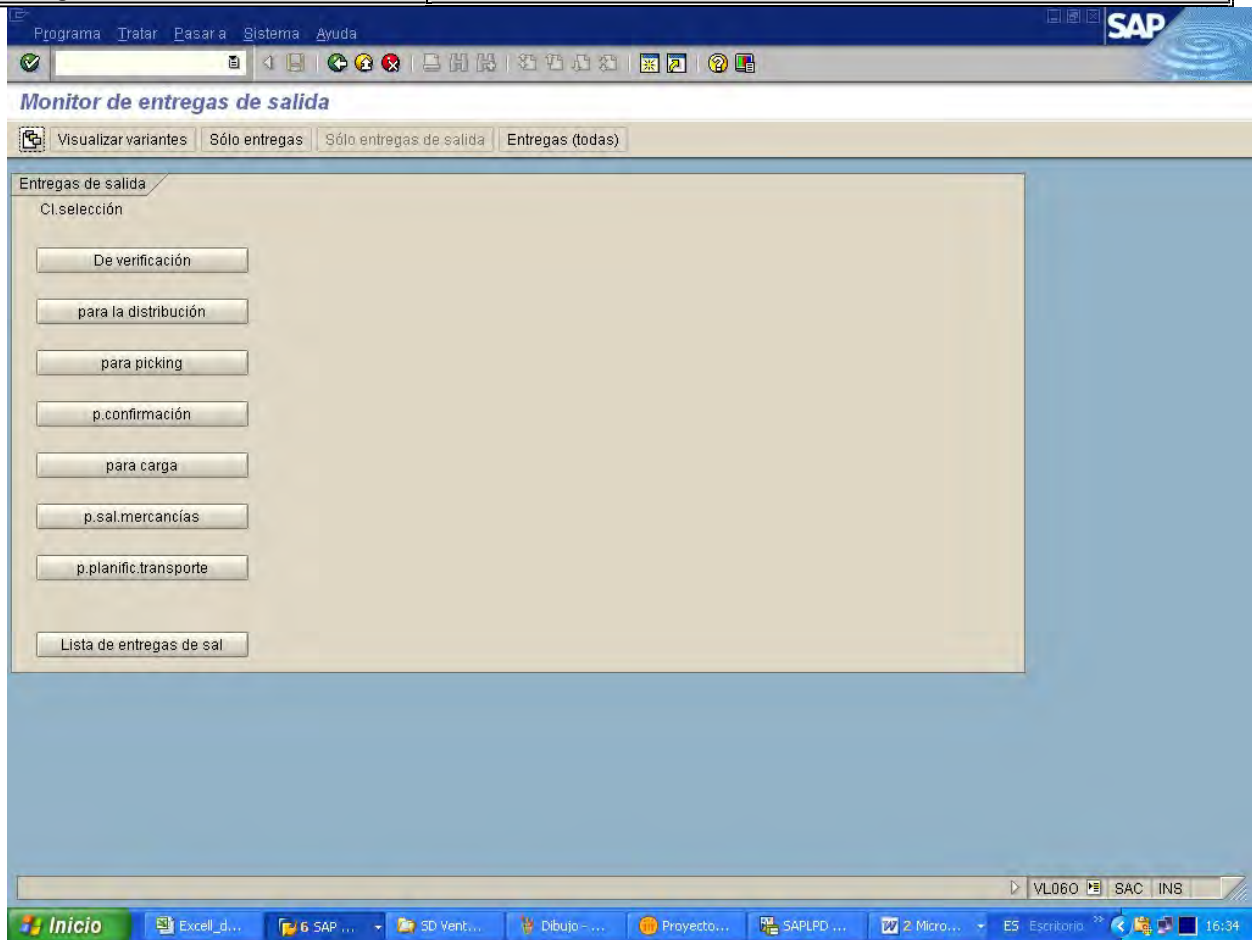 Programa Tratar Pasar a Sistema Ayuda
SAP
Monitor de entregas de salida
Visualizar variantes Sólo entregas Sólo entregas de salida Entregas (todas)
Entregas de salida
Cl.selección
De verificación
para la distribución
para picking
p.confirmación
para carga
p.sal.mercancías
p.planific.transporte
Lista de entregas de sal
VL06O SAC INS
Inicio Excell_d... 6 SAP ... SD Vent... Dibujo - ... Proyecto... SAPLPD ... 2 Micro... ES Escritorio 16:34